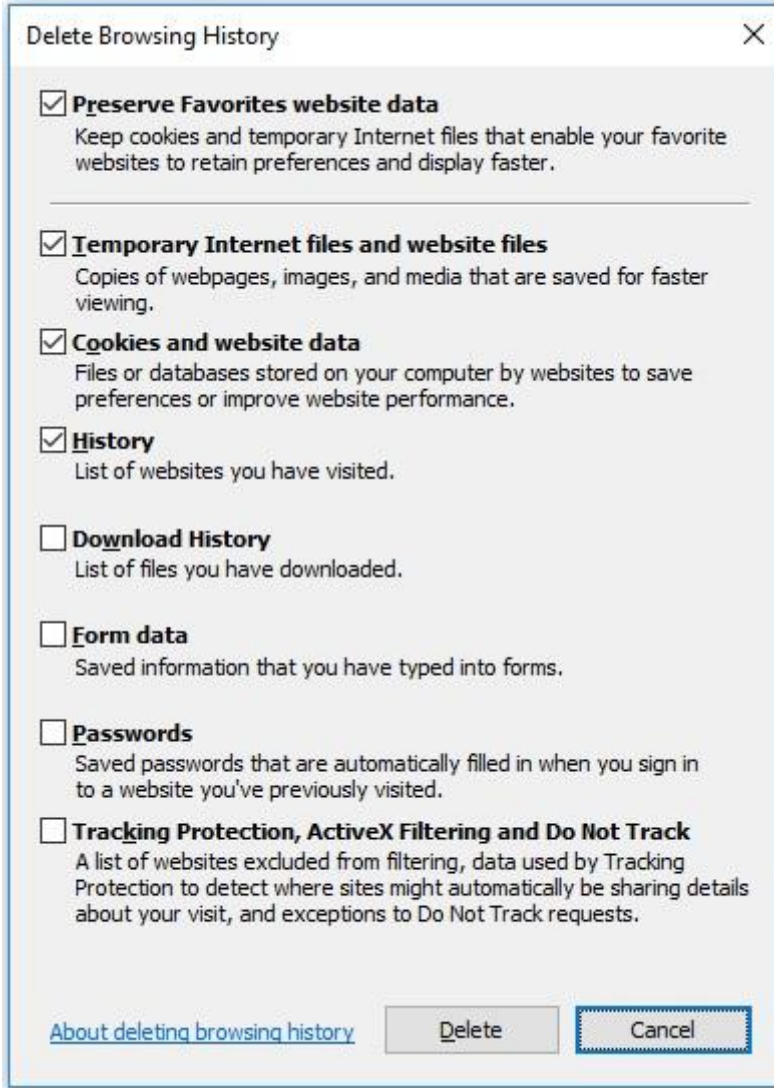 Delete Browsing History
Preserve Favorites website data
Keep cookies and temporary Internet files that enable your favorite
websites to retain preferences and display faster.
Temporary Internet files and website files
Copies of webpages, images, and media that are saved for faster
viewing.
Cookies and website data
Files or databases stored on your computer by websites to save
preferences or improve website performance.
History
List of websites you have visited.
Download History
List of files you have downloaded.
Form data
Saved information that you have typed into forms.
Passwords
Saved passwords that are automatically filled in when you sign in
to a website you've previously visited.
Tracking Protection, ActiveX Filtering and Do Not Track
A list of websites excluded from filtering, data used by Tracking
Protection to detect where sites might automatically be sharing details
about your visit, and exceptions to Do Not Track requests.
About deleting browsing history Delete Cancel